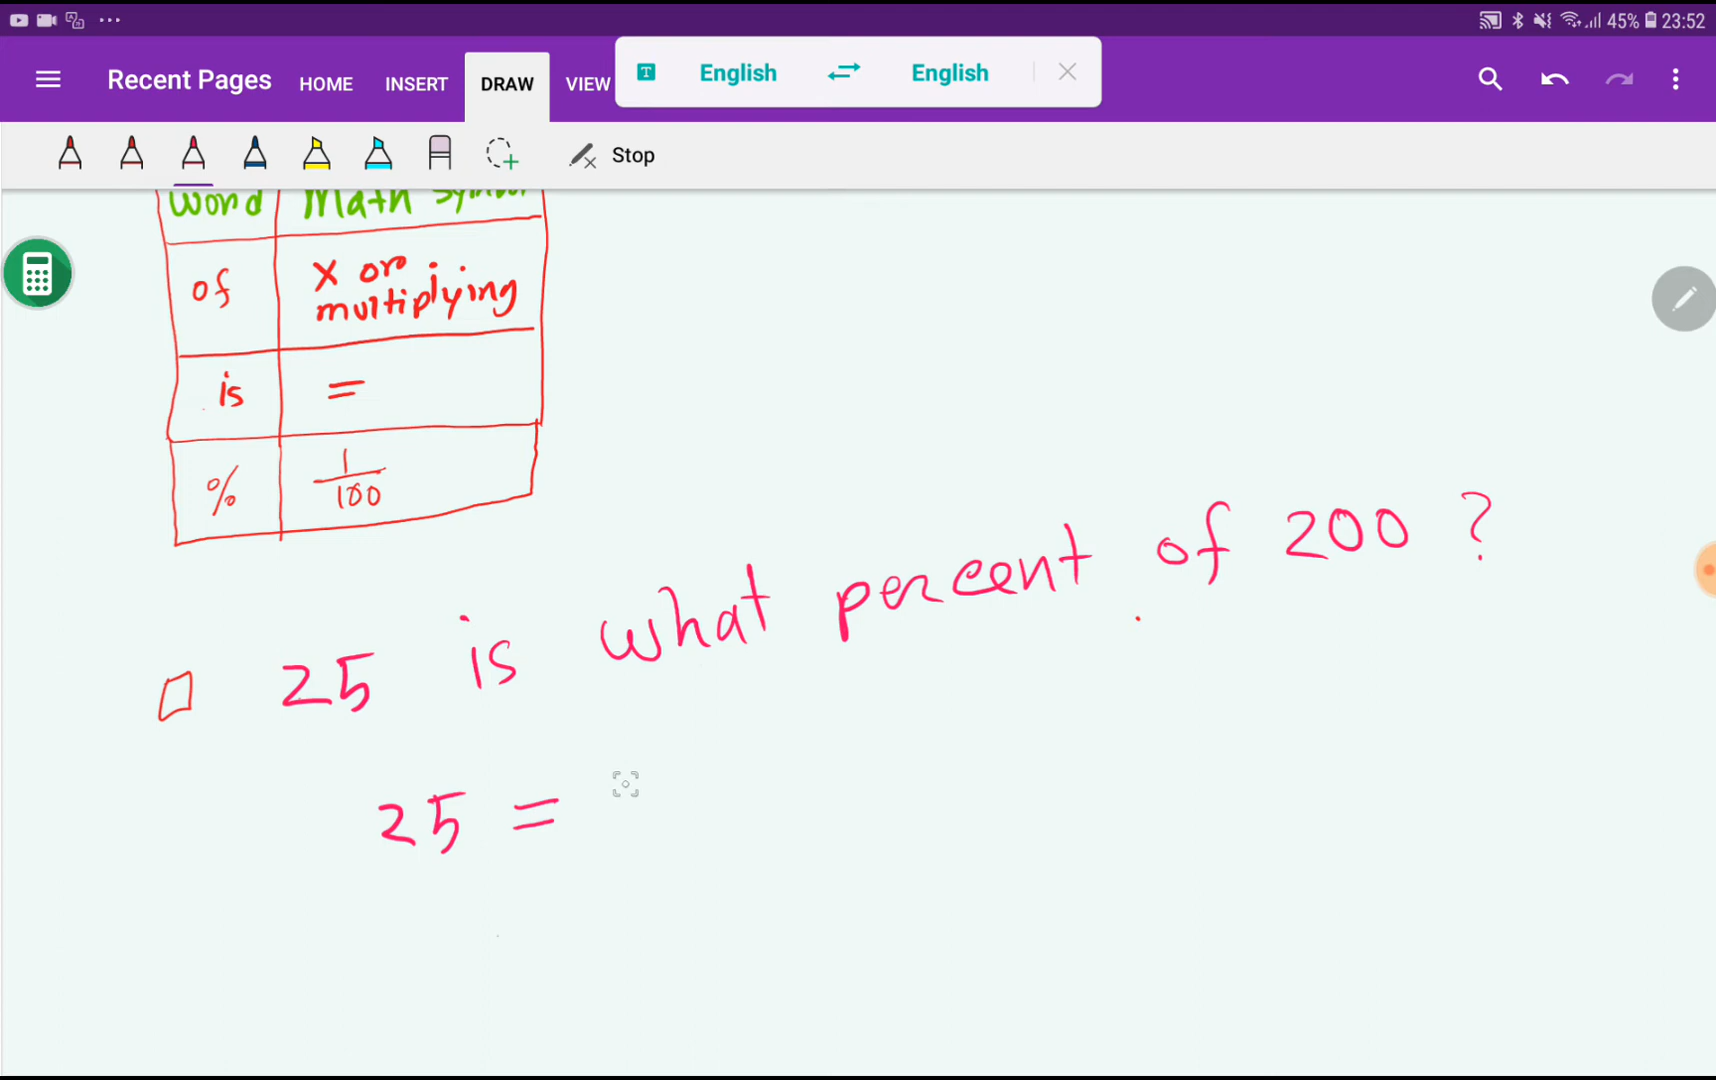 45% 23:52
Recent Pages HOME INSERT DRAW VIEW English English
Stop
Word Math Symbol
of X or multiplying
is =
% 1/100
□ 25 is what percent of 200 ?
25 =